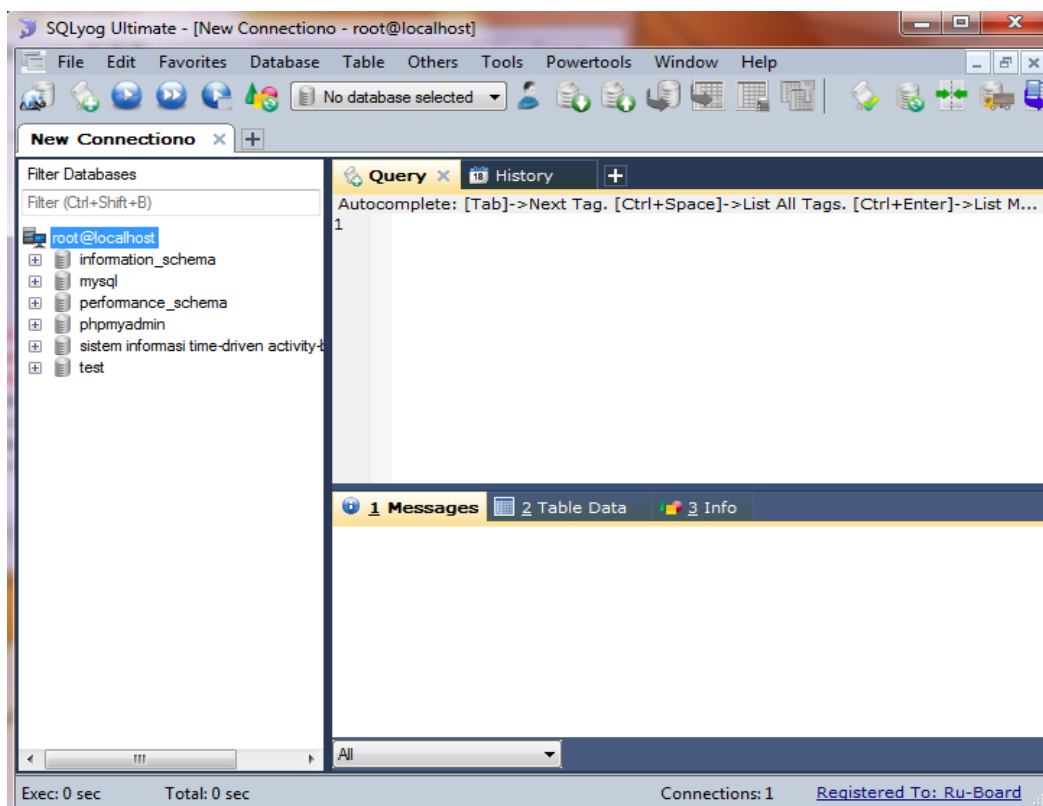 SQLyog Ultimate - [New Connectiono - root@localhost]
File Edit Favorites Database Table Others Tools Powertools Window Help
No database selected
New Connectiono
Filter Databases
Filter (Ctrl+Shift+B)
root@localhost
information_schema
mysql
performance_schema
phpmyadmin
sistem informasi time-driven activity-b
test
Query 18 History
Autocomplete: [Tab]->Next Tag. [Ctrl+Space]->List All Tags. [Ctrl+Enter]->List M...
1
1 Messages 2 Table Data 3 Info
All
Exec: 0 sec Total: 0 sec Connections: 1 Registered To: Ru-Board